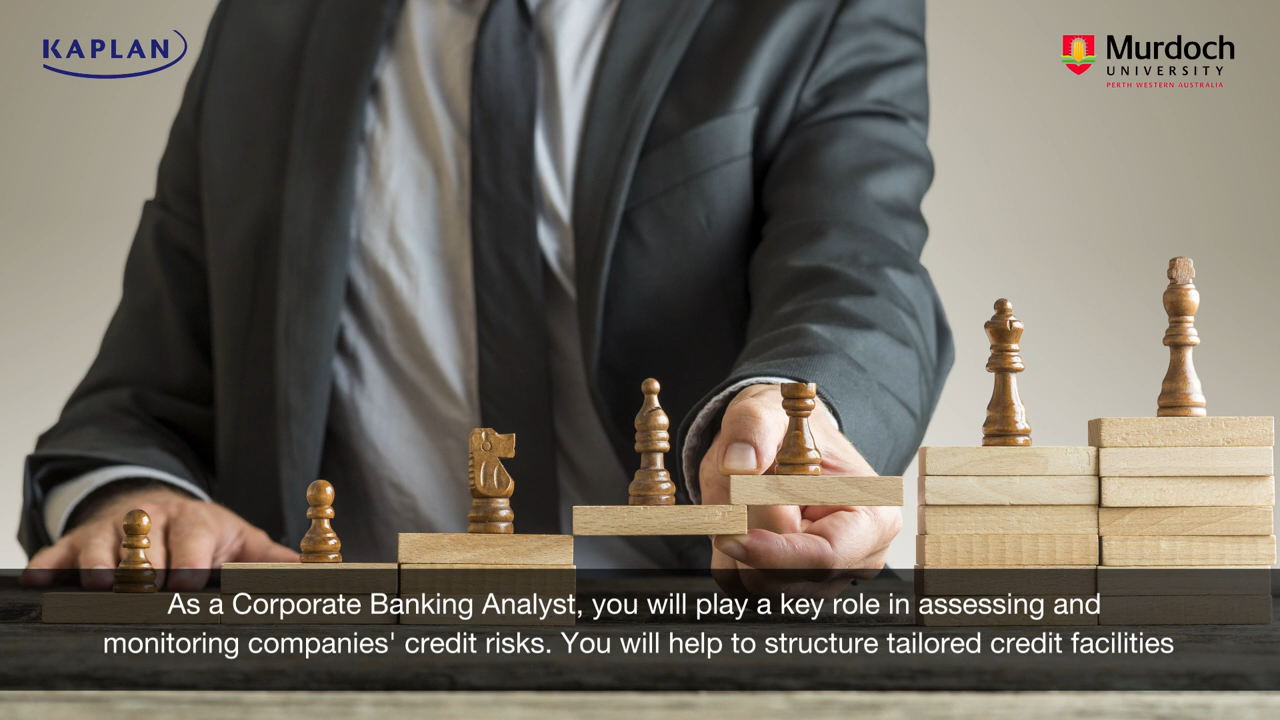 KAPLAN
Murdoch
UNIVERSITY
PERTH WESTERN AUSTRALIA
As a Corporate Banking Analyst, you will play a key role in assessing and
monitoring companies' credit risks. You will help to structure tailored credit facilities